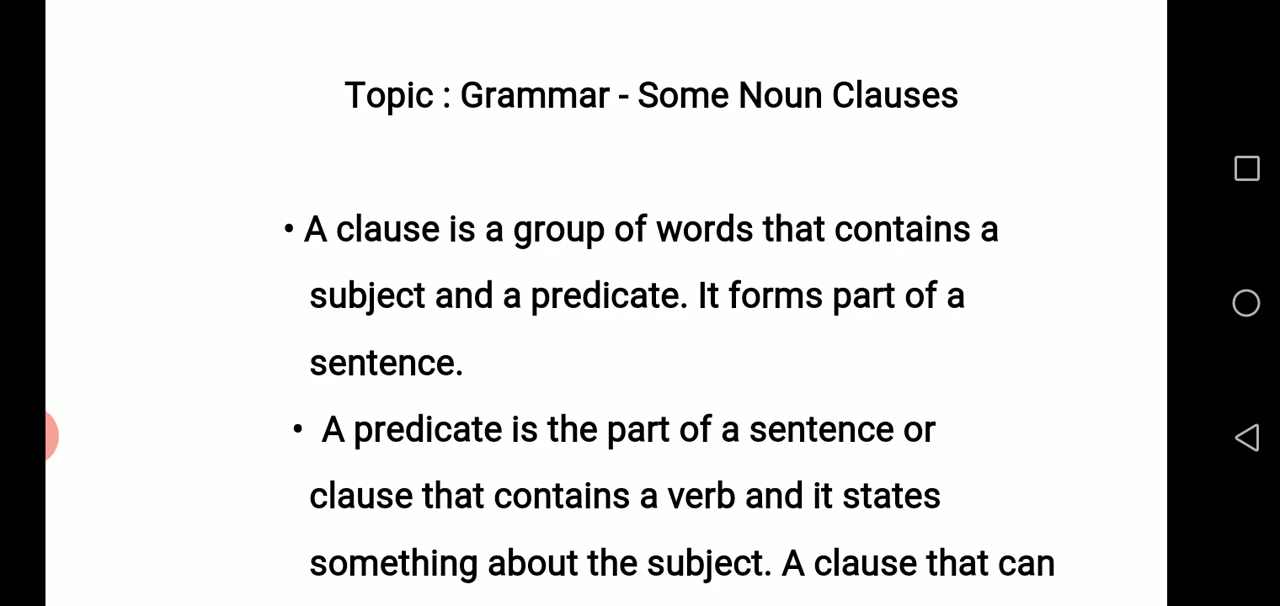 Topic : Grammar - Some Noun Clauses
• A clause is a group of words that contains a
subject and a predicate. It forms part of a
sentence.
• A predicate is the part of a sentence or
clause that contains a verb and it states
something about the subject. A clause that can